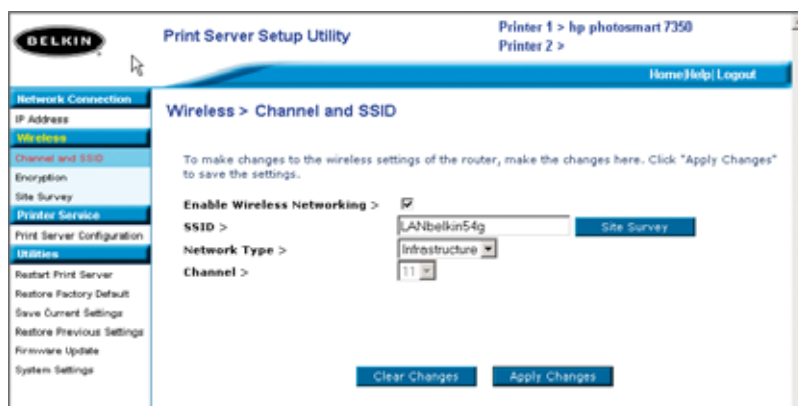 BELKIN
Print Server Setup Utility
Printer 1 > hp photosmart 7350
Printer 2 >
Home|Help| Logout
Network Connection
IP Address
Wireless
Channel and SSID
Encryption
Site Survey
Printer Service
Print Server Configuration
Utilities
Restart Print Server
Restore Factory Default
Save Current Settings
Restore Previous Settings
Firmware Update
System Settings
Wireless > Channel and SSID
To make changes to the wireless settings of the router, make the changes here. Click "Apply Changes"
to save the settings.
Enable Wireless Networking >
SSID > LANbelkin54g Site Survey
Network Type > Infrastructure
Channel > 11
Clear Changes Apply Changes